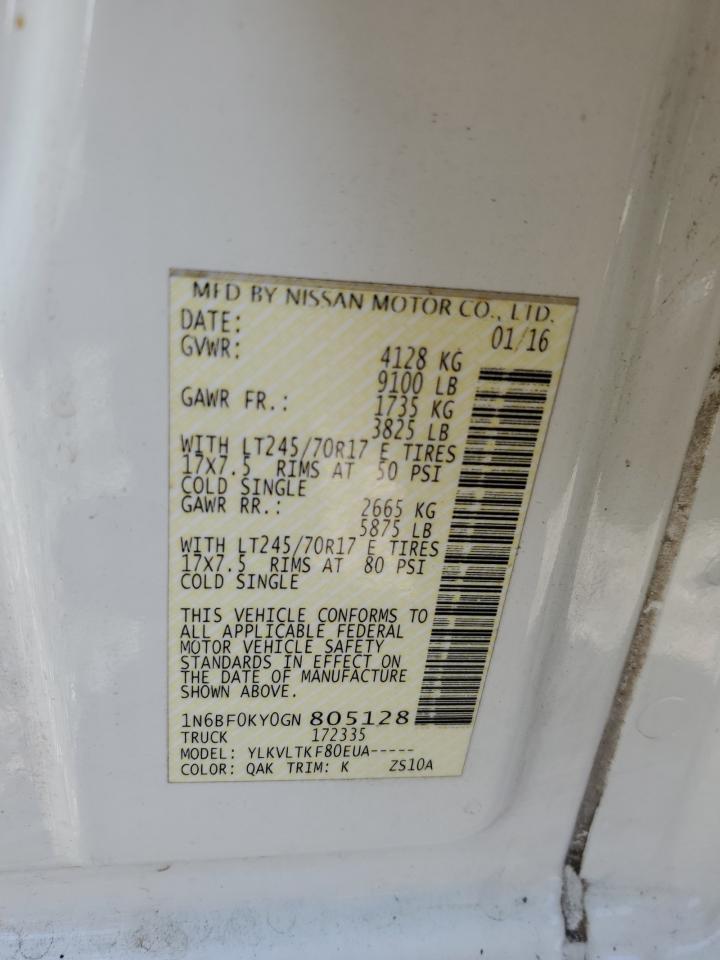 MFD BY NISSAN MOTOR CO., LTD.
DATE: 01/16
GVWR: 4128 KG
9100 LB
GAWR FR.: 1735 KG
3825 LB
WITH LT245/70R17 E TIRES
17X7.5 RIMS AT 50 PSI
COLD SINGLE
GAWR RR.: 2665 KG
5875 LB
WITH LT245/70R17 E TIRES
17X7.5 RIMS AT 80 PSI
COLD SINGLE
THIS VEHICLE CONFORMS TO
ALL APPLICABLE FEDERAL
MOTOR VEHICLE SAFETY
STANDARDS IN EFFECT ON
THE DATE OF MANUFACTURE
SHOWN ABOVE.
1N6BF0KY0GN 805128
TRUCK 172335
MODEL: YLKVLTKF80EUA-----
COLOR: QAK TRIM: K ZS10A